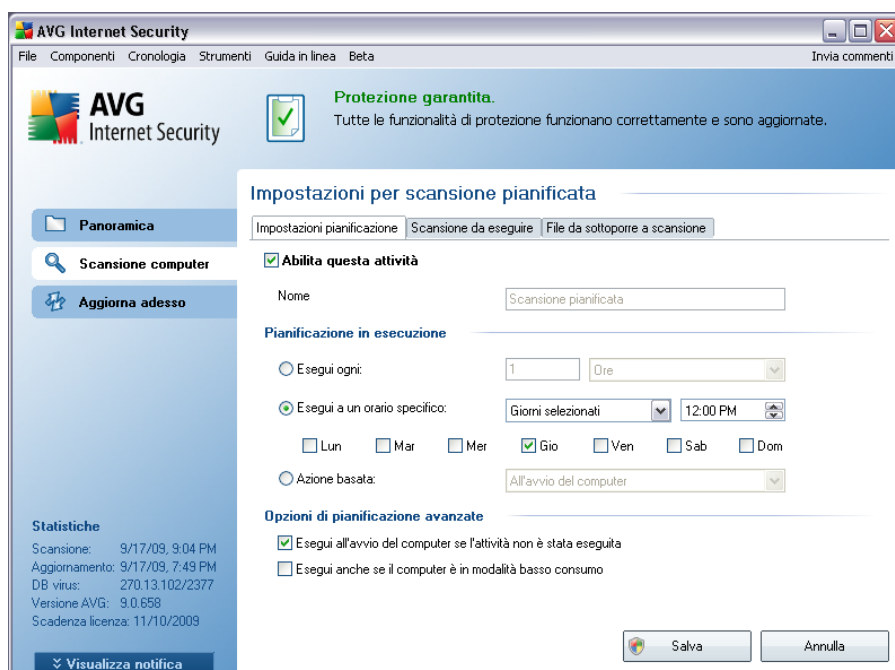 AVG Internet Security
File Componenti Cronologia Strumenti Guida in linea Beta Invia commenti
AVG
Internet Security
Protezione garantita.
Tutte le funzionalità di protezione funzionano correttamente e sono aggiornate.
Panoramica
Scansione computer
Aggiorna adesso
Impostazioni per scansione pianificata
Impostazioni pianificazione Scansione da eseguire File da sottoporre a scansione
Abilita questa attività
Nome Scansione pianificata
Pianificazione in esecuzione
Esegui ogni: 1 Ore
Esegui a un orario specifico: Giorni selezionati 12:00 PM
Lun Mar Mer Gio Ven Sab Dom
Azione basata: All'avvio del computer
Opzioni di pianificazione avanzate
Esegui all'avvio del computer se l'attività non è stata eseguita
Esegui anche se il computer è in modalità basso consumo
Statistiche
Scansione: 9/17/09, 9:04 PM
Aggiornamento: 9/17/09, 7:49 PM
DB virus: 270.13.102/2377
Versione AVG: 9.0.658
Scadenza licenza: 11/10/2009
Visualizza notifica
Salva Annulla